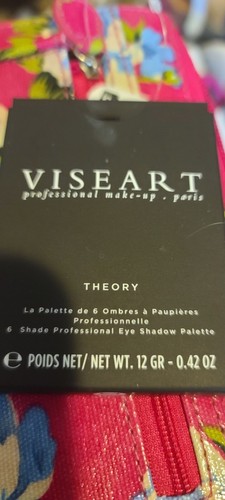 VISEART
professional make-up . paris
THEORY
La Palette de 6 Ombres à Paupières
Professionnelle
6 Shade Professional Eye Shadow Palette
℮ POIDS NET/ NET WT. 12 GR - 0.42 OZ